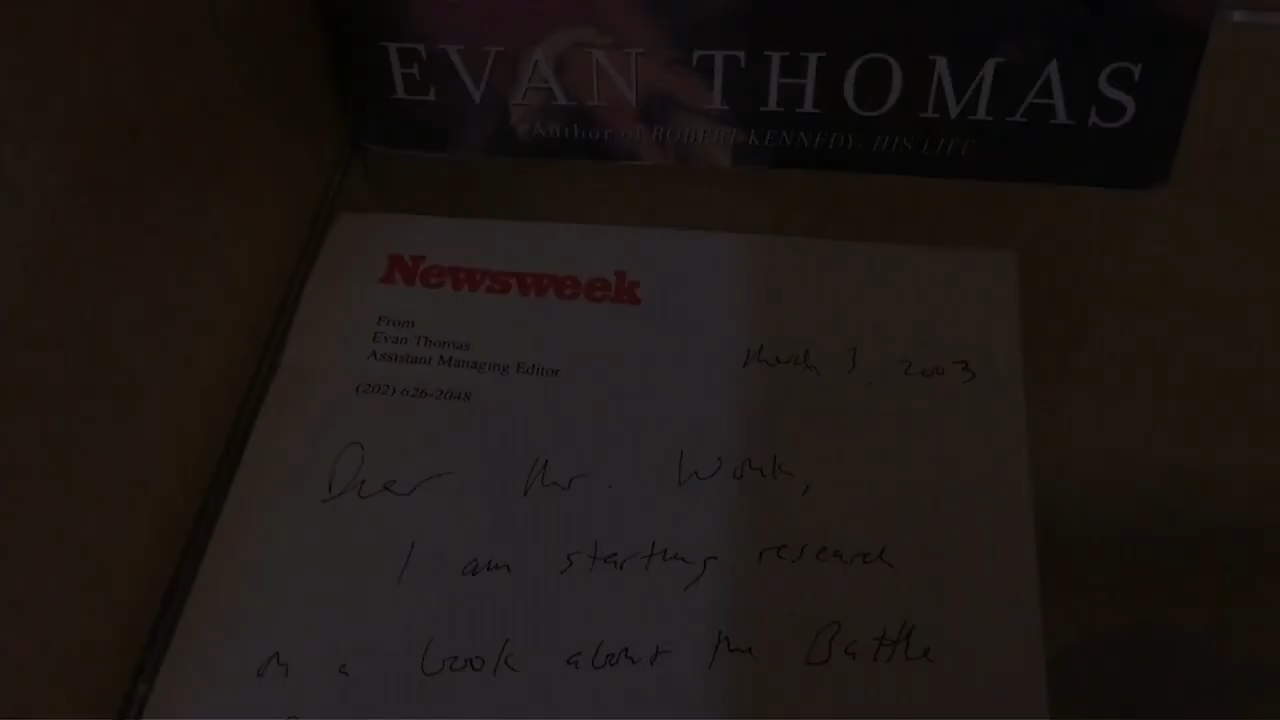 EVAN THOMAS
Author of ROBERT KENNEDY: HIS LIFE
Newsweek
From
Evan Thomas
Assistant Managing Editor
(202) 626-2048
March 3, 2003
Dear Mr. Wouk,
I am starting research
on a book about the Battle